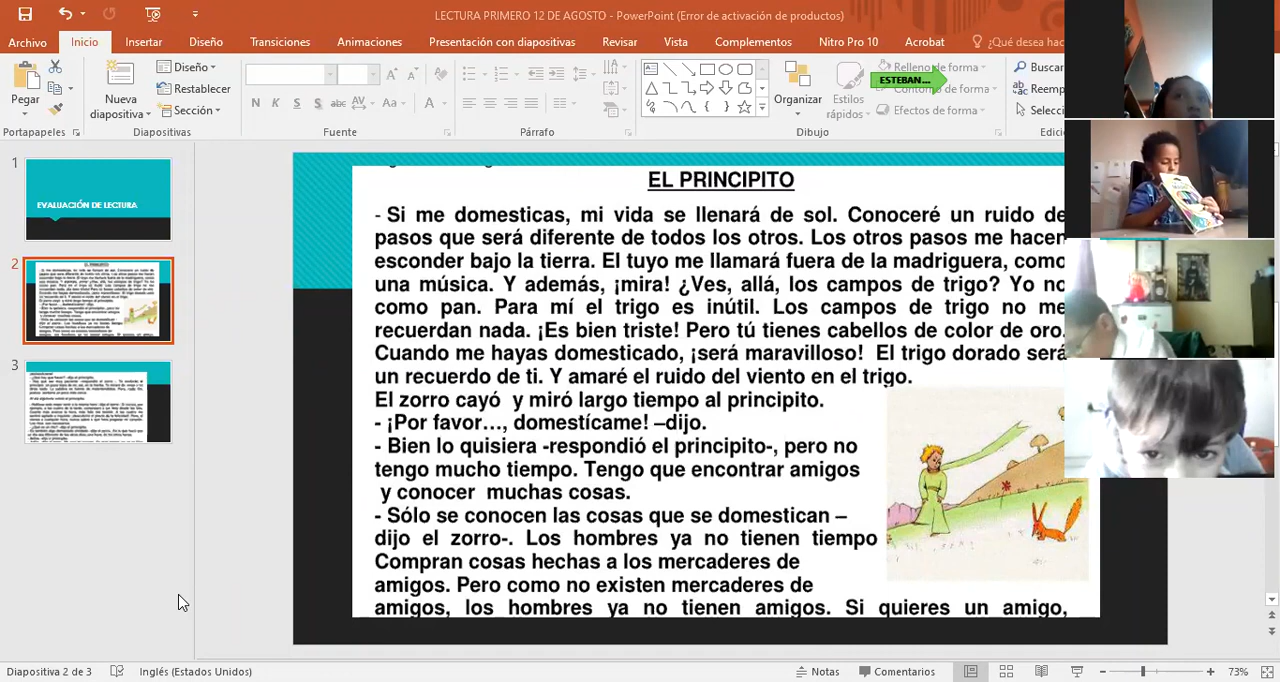 LECTURA PRIMERO 12 DE AGOSTO - PowerPoint (Error de activación de productos)
Archivo Inicio Insertar Diseño Transiciones Animaciones Presentación con diapositivas Revisar Vista Complementos Nitro Pro 10 Acrobat ¿Qué desea hac
Pegar
Portapapeles
Nueva
diapositiva
Diseño
Restablecer
Sección
Diapositivas
N K S S abc AV Aa A
Fuente
Párrafo
Organizar
Estilos
rápidos
Relleno de forma
ESTEBAN...
Contorno de forma
Efectos de forma
Dibujo
Buscar
Reemp
Selecci
Edició
1
EVALUACIÓN DE LECTURA
2
3
EL PRINCIPITO
- Si me domesticas, mi vida se llenará de sol. Conoceré un ruido de
pasos que será diferente de todos los otros. Los otros pasos me hacen
esconder bajo la tierra. El tuyo me llamará fuera de la madriguera, como
una música. Y además, ¡mira! ¿Ves, allá, los campos de trigo? Yo no
como pan. Para mí el trigo es inútil. Los campos de trigo no me
recuerdan nada. ¡Es bien triste! Pero tú tienes cabellos de color de oro.
Cuando me hayas domesticado, ¡será maravilloso! El trigo dorado será
un recuerdo de ti. Y amaré el ruido del viento en el trigo.
El zorro cayó y miró largo tiempo al principito.
- ¡Por favor…, domestícame! –dijo.
- Bien lo quisiera -respondió el principito-, pero no
tengo mucho tiempo. Tengo que encontrar amigos
y conocer muchas cosas.
- Sólo se conocen las cosas que se domestican –
dijo el zorro-. Los hombres ya no tienen tiempo
Compran cosas hechas a los mercaderes de
amigos. Pero como no existen mercaderes de
amigos, los hombres ya no tienen amigos. Si quieres un amigo,
Diapositiva 2 de 3 Inglés (Estados Unidos) Notas Comentarios 73%